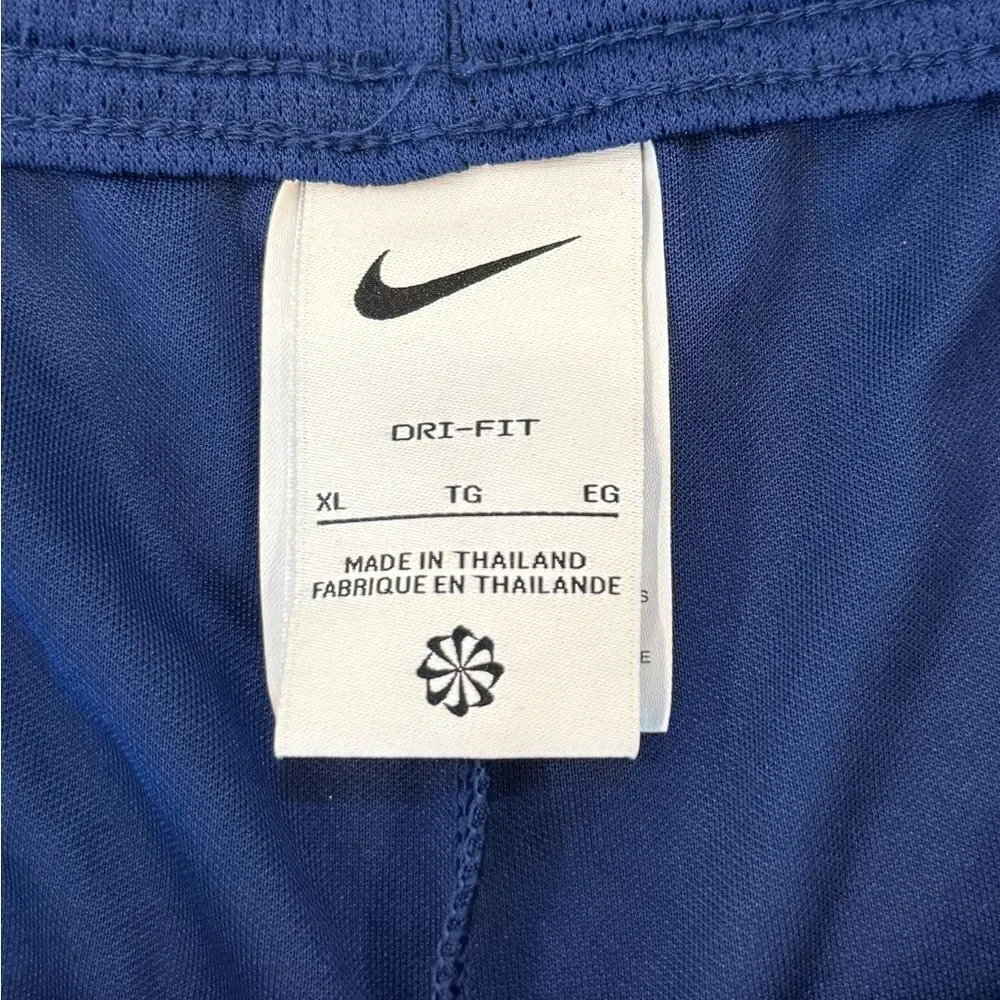 DRI-FIT
XL TG EG
MADE IN THAILAND
FABRIQUE EN THAILANDE
S
E